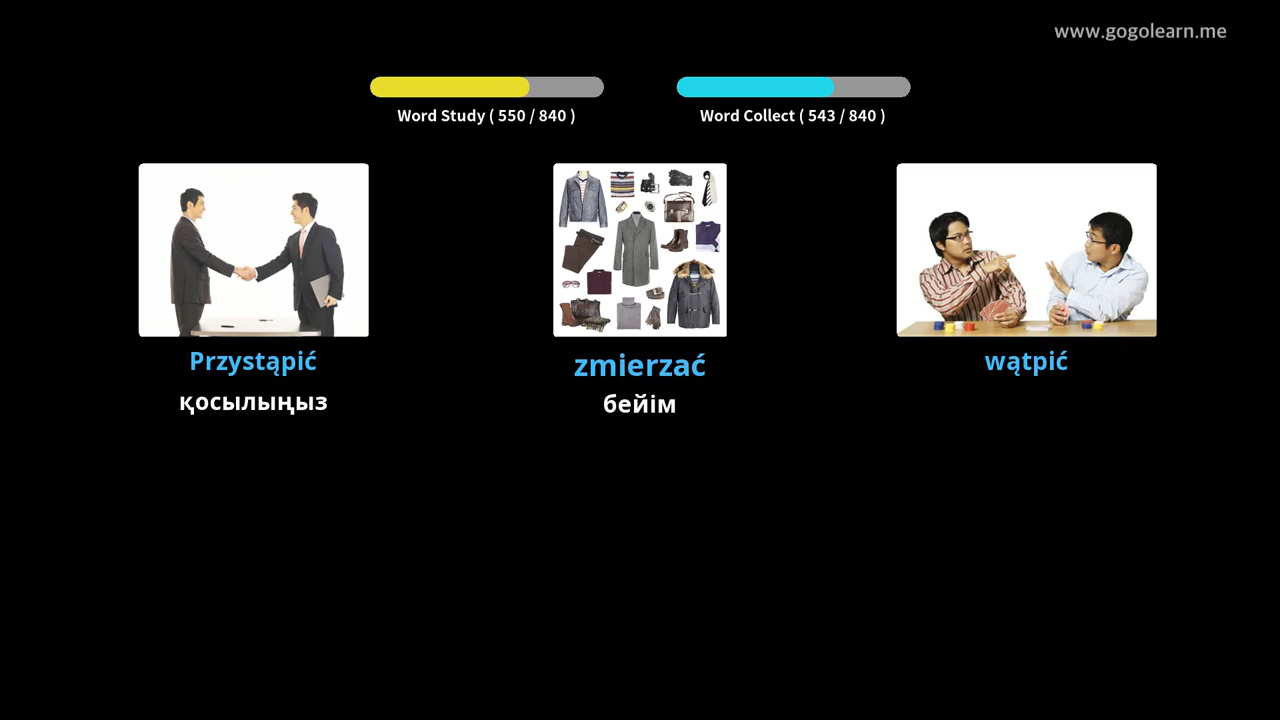 www.gogolearn.me
Word Study ( 550 / 840 )
Word Collect ( 543 / 840 )
Przystąpić
zmierzać
wątpić
қосылыңыз
бейім